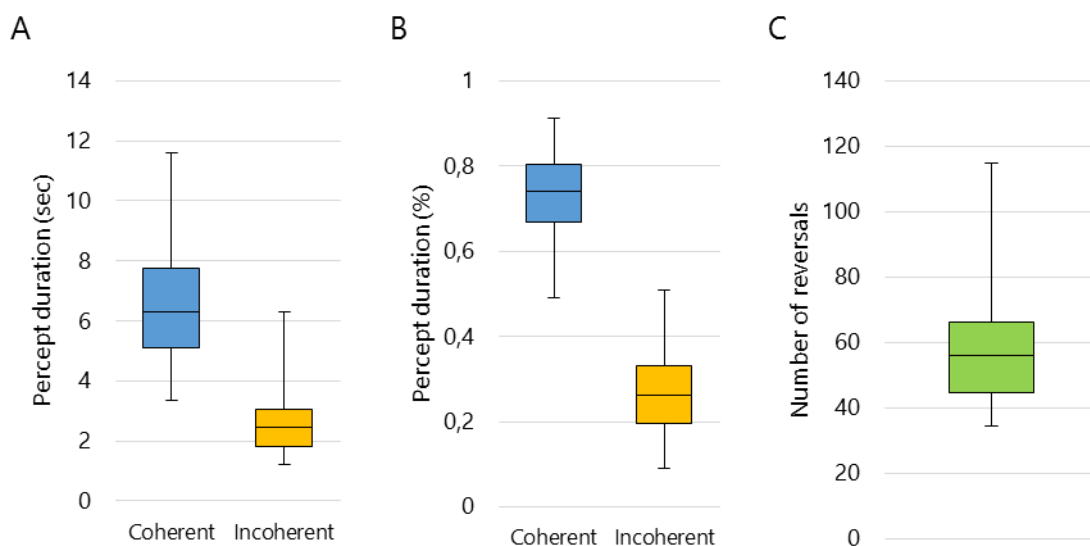 A
Percept duration (sec)
14
12
10
8
6
4
2
0
Coherent Incoherent
B
Percept duration (%)
1
0,8
0,6
0,4
0,2
0
Coherent Incoherent
C
Number of reversals
140
120
100
80
60
40
20
0